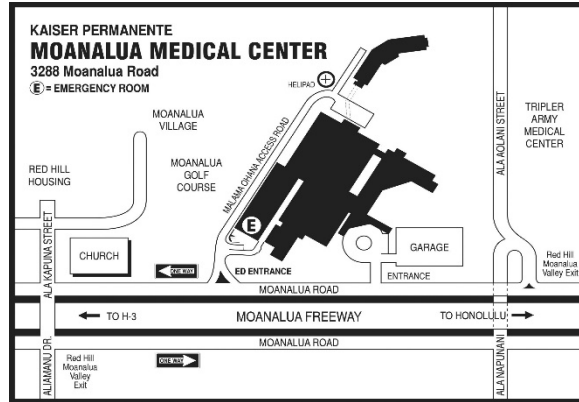 KAISER PERMANENTE
MOANALUA MEDICAL CENTER
3288 Moanalua Road
E = EMERGENCY ROOM
HELIPAD
MOANALUA
VILLAGE
ALA AOLANI STREET
TRIPLER
ARMY
MEDICAL
CENTER
RED HILL
HOUSING
MOANALUA
GOLF
COURSE
MALAMA OHANA ACCESS ROAD
E
ALA KAPUNA STREET
CHURCH
ONE WAY
ED ENTRANCE
GARAGE
ENTRANCE
Red Hill
Moanalua
Valley Exit
MOANALUA ROAD
TO H-3
MOANALUA FREEWAY
TO HONOLULU
MOANALUA ROAD
ALIAMANU DR.
Red Hill
Moanalua
Valley
Exit
ONE WAY
ALA NAPUNANI